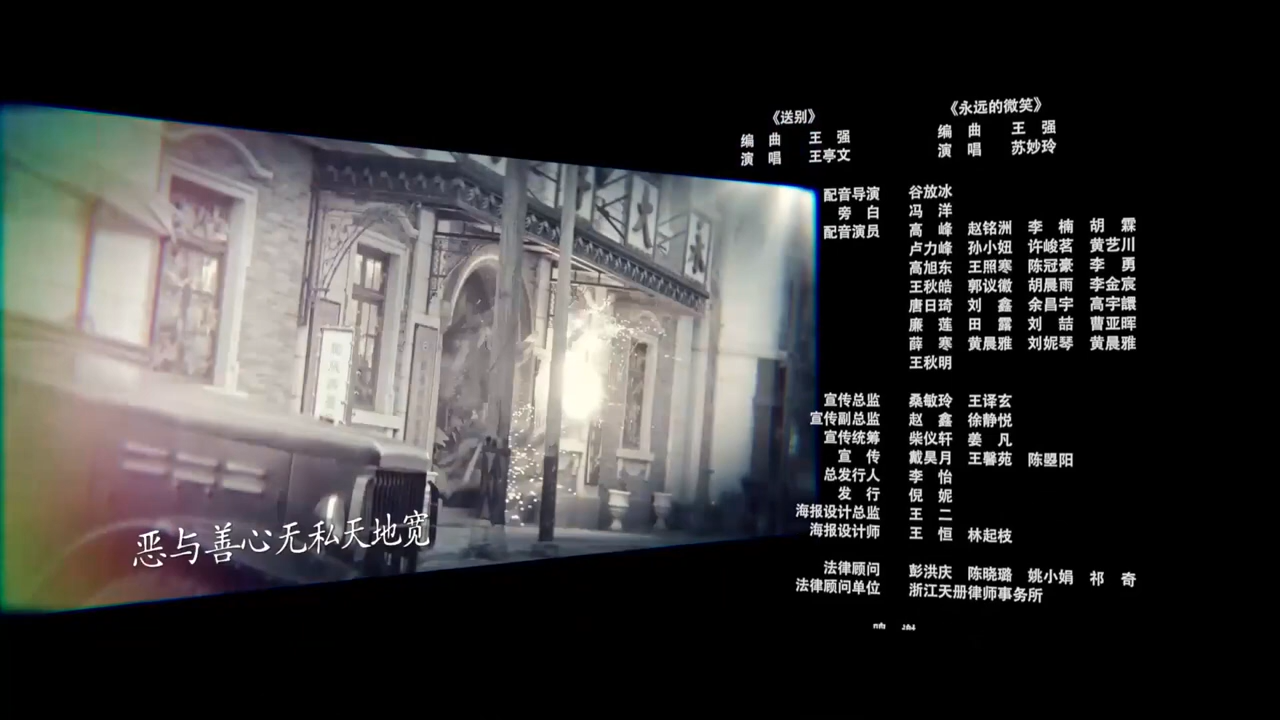 《送别》
编 曲 王 强
演 唱 王亭文
《永远的微笑》
编 曲 王 强
演 唱 苏妙玲
配音导演 谷放冰
旁 白 冯 洋
配音演员 高 峰 赵铭洲 李 楠 胡 霖
卢力峰 孙小妞 许峻茗 黄艺川
高旭东 王照寒 陈冠豪 李 勇
王秋皓 郭议徽 胡晨雨 李金宸
唐日琦 刘 鑫 余昌宇 高宇
廉 莲 田 露 刘 喆 曹亚晖
薛 寒 黄晨雅 刘妮琴 黄晨雅
王秋明
宣传总监 桑敏玲 王译玄
宣传副总监 赵 鑫 徐静悦
宣传统筹 柴仪轩 姜 凡
宣 传 戴昊月 王馨苑 陈曌阳
总发行人 李 怡
发 行 倪 妮
海报设计总监 王 二
海报设计师 王 恒 林起枝
法律顾问 彭洪庆 陈晓璐 姚小娟 祁 奇
法律顾问单位 浙江天册律师事务所
鸣 谢
恶与善心无私天地宽